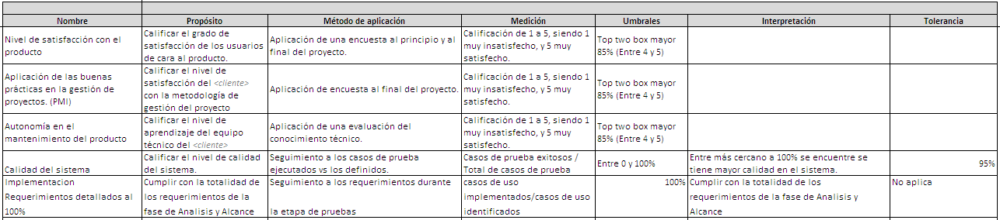 Nombre Propósito Método de aplicación Medición Umbrales Interpretación Tolerancia
Nivel de satisfacción con el producto
Calificar el grado de
satisfacción de los usuarios
de cara al producto.
Aplicación de una encuesta al principio y al
final del proyecto.
Calificación de 1 a 5, siendo 1
muy insatisfecho, y 5 muy
satisfecho.
Top two box mayor
85% (Entre 4 y 5)
Aplicación de las buenas
prácticas en la gestión de
proyectos. (PMI)
Calificar el nivel de
satisfacción del <cliente>
con la metodología de
gestión del proyecto
Aplicación de encuesta al final del proyecto.
Calificación de 1 a 5, siendo 1
muy insatisfecho, y 5 muy
satisfecho.
Top two box mayor
85% (Entre 4 y 5)
Autonomía en el
mantenimiento del producto
Calificar el nivel de
aprendizaje del equipo
técnico del <cliente>
Aplicación de una evaluación del
conocimiento técnico.
Calificación de 1 a 5, siendo 1
muy insatisfecho, y 5 muy
satisfecho.
Top two box mayor
85% (Entre 4 y 5)
Calidad del sistema
Calificar el nivel de calidad
del sistema.
Seguimiento a los casos de prueba
ejecutados vs los definidos.
Casos de prueba exitosos /
Total de casos de prueba
Entre 0 y 100%
Entre más cercano a 100% se encuentre se
tiene mayor calidad en el sistema.
95%
Implementacion
Requerimientos detallados al
100%
Cumplir con la totalidad de
los requerimientos de la
fase de Analisis y Alcance
Seguimiento a los requerimientos durante
la etapa de pruebas
casos de uso
implementados/casos de uso
identificados
100%
Cumplir con la totalidad de los
requerimientos de la fase de Analisis y
Alcance
No aplica